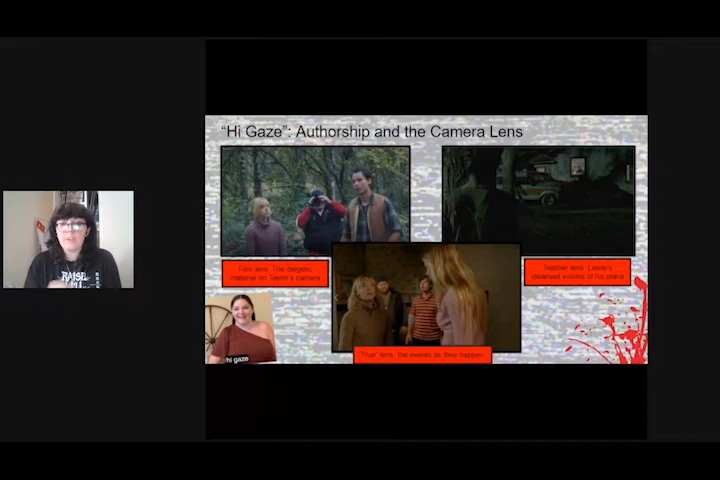 "Hi Gaze": Authorship and the Camera Lens
Film lens: The diegetic
material on Taylor's camera
Slasher lens: Leslie's
idealised visions of his plans
'True' lens: the events as they happen
hi gaze
RAISE